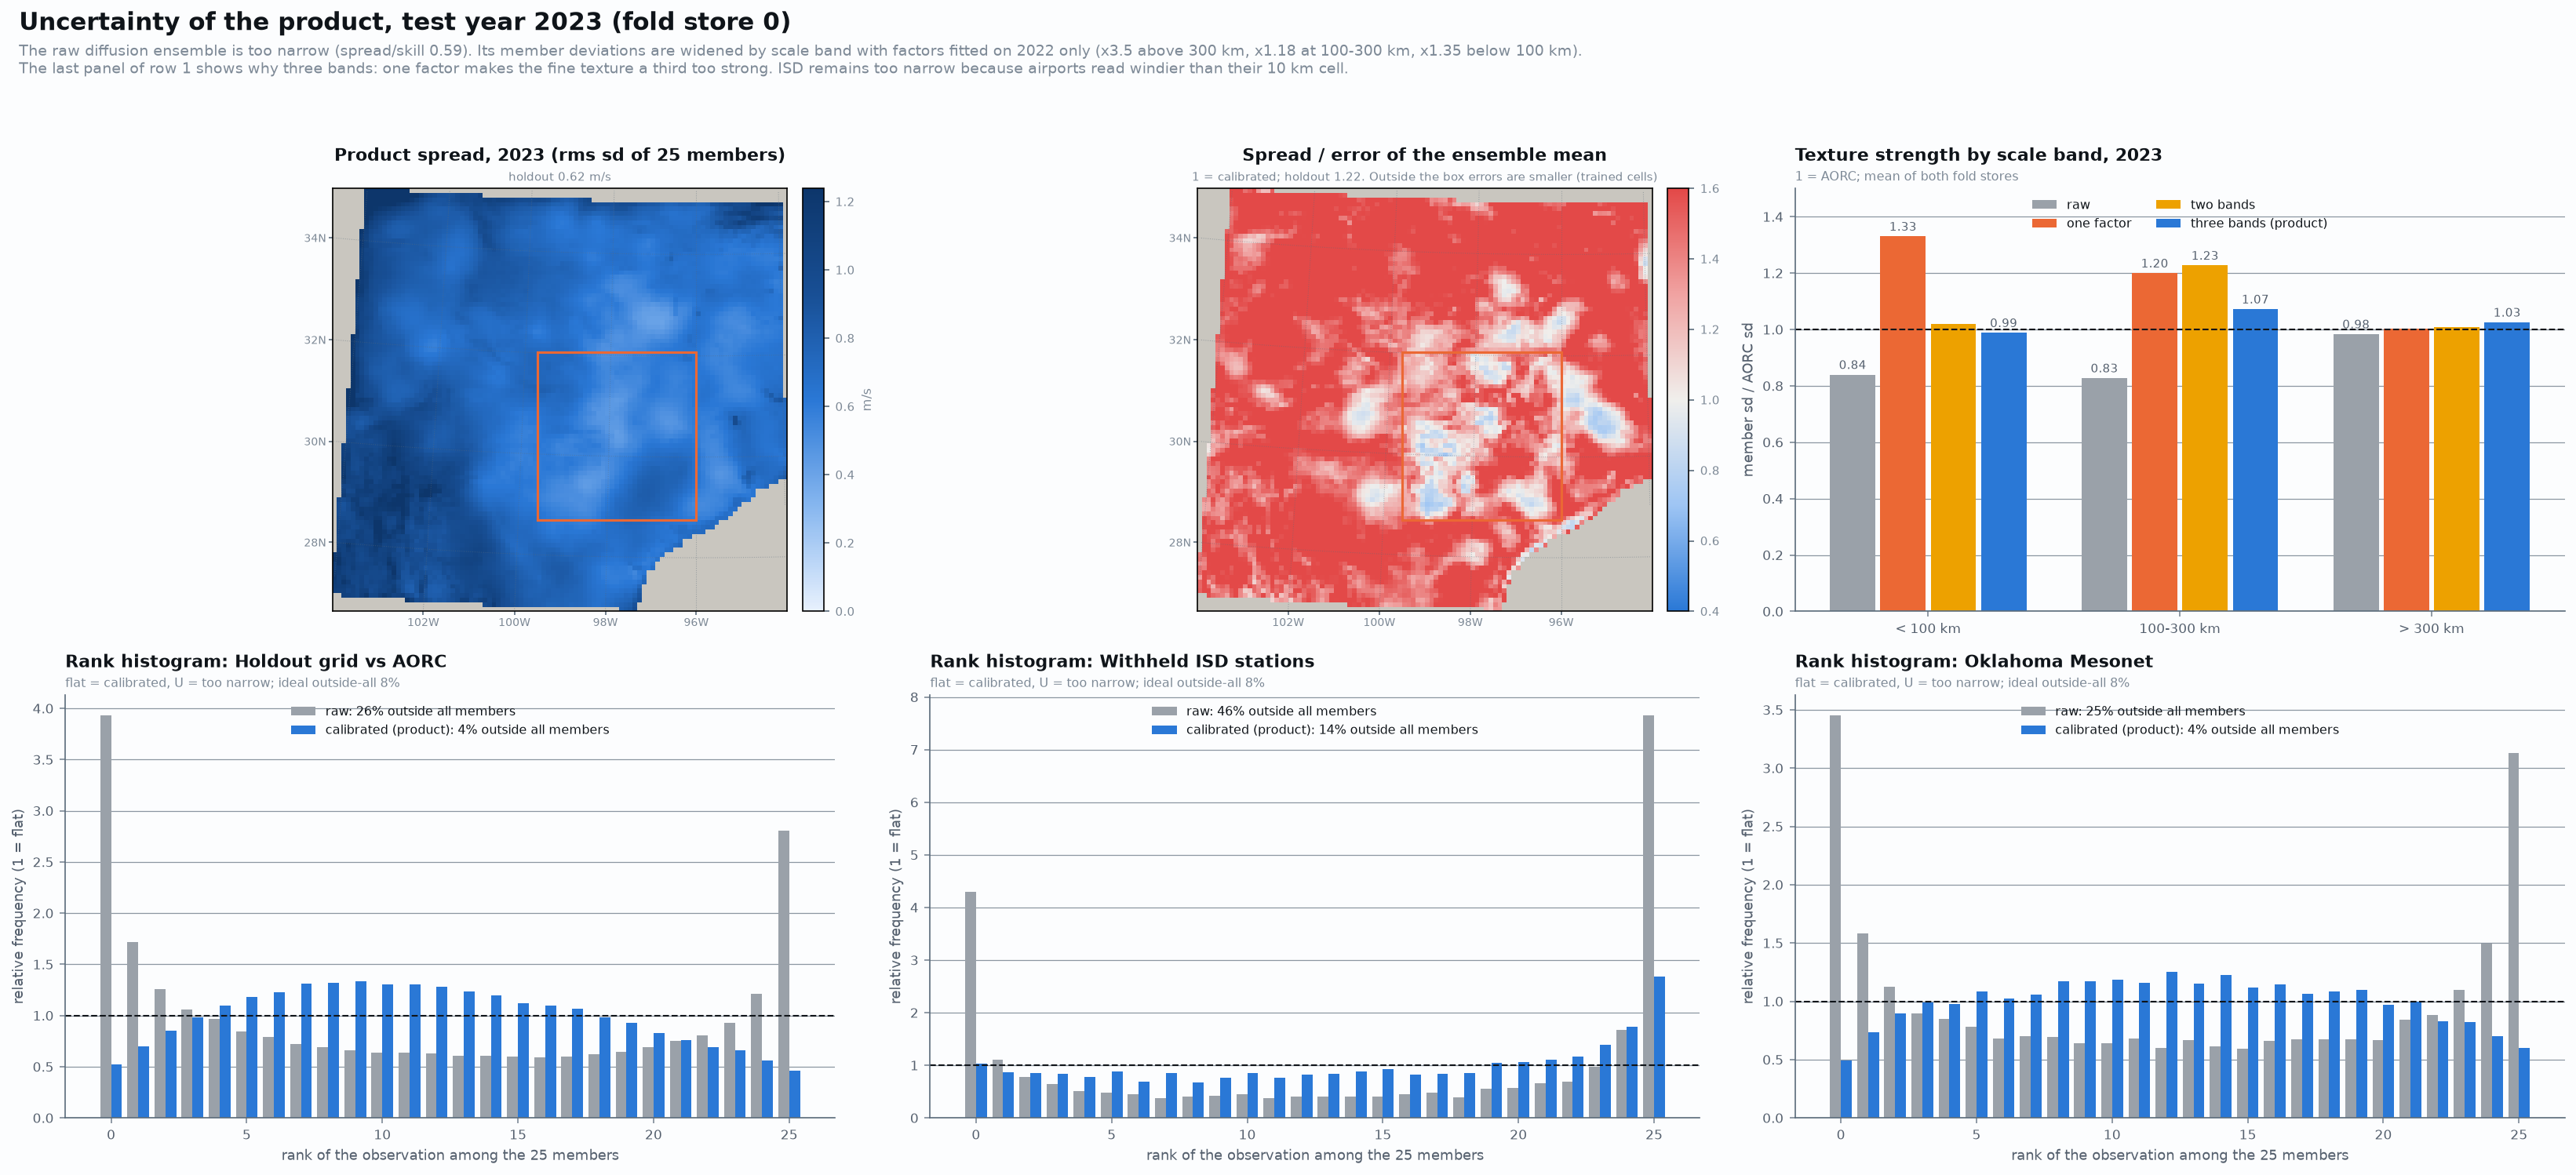 Uncertainty of the product, test year 2023 (fold store 0)
The raw diffusion ensemble is too narrow (spread/skill 0.59). Its member deviations are widened by scale band with factors fitted on 2022 only (x3.5 above 300 km, x1.18 at 100-300 km, x1.35 below 100 km).
The last panel of row 1 shows why three bands: one factor makes the fine texture a third too strong. ISD remains too narrow because airports read windier than their 10 km cell.
Product spread, 2023 (rms sd of 25 members)
holdout 0.62 m/s
34N
32N
30N
28N
102W 100W 98W 96W
1.2
1.0
0.8
0.6
0.4
0.2
0.0
m/s
Spread / error of the ensemble mean
1 = calibrated; holdout 1.22. Outside the box errors are smaller (trained cells)
34N
32N
30N
28N
102W 100W 98W 96W
1.6
1.4
1.2
1.0
0.8
0.6
0.4
Texture strength by scale band, 2023
1 = AORC; mean of both fold stores
raw
one factor
two bands
three bands (product)
member sd / AORC sd
1.4
1.2
1.0
0.8
0.6
0.4
0.2
0.0
0.84
1.33
0.99
0.83
1.20
1.23
1.07
0.98
1.03
< 100 km 100-300 km > 300 km
Rank histogram: Holdout grid vs AORC
flat = calibrated, U = too narrow; ideal outside-all 8%
raw: 26% outside all members
calibrated (product): 4% outside all members
relative frequency (1 = flat)
4.0
3.5
3.0
2.5
2.0
1.5
1.0
0.5
0.0
0 5 10 15 20 25
rank of the observation among the 25 members
Rank histogram: Withheld ISD stations
flat = calibrated, U = too narrow; ideal outside-all 8%
raw: 46% outside all members
calibrated (product): 14% outside all members
relative frequency (1 = flat)
8
7
6
5
4
3
2
1
0
0 5 10 15 20 25
rank of the observation among the 25 members
Rank histogram: Oklahoma Mesonet
flat = calibrated, U = too narrow; ideal outside-all 8%
raw: 25% outside all members
calibrated (product): 4% outside all members
relative frequency (1 = flat)
3.5
3.0
2.5
2.0
1.5
1.0
0.5
0.0
0 5 10 15 20 25
rank of the observation among the 25 members